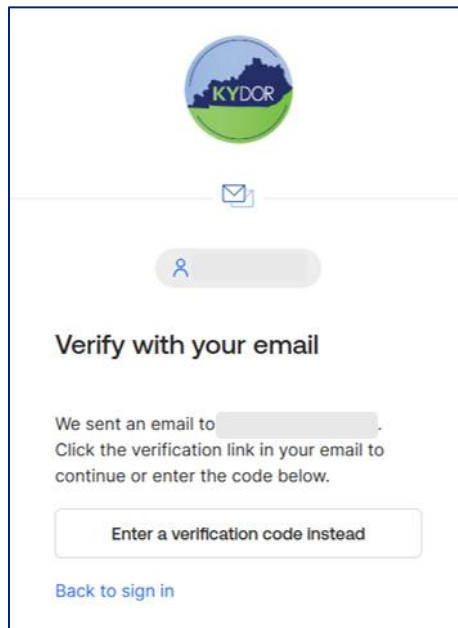 KYDOR
Verify with your email
We sent an email to .
Click the verification link in your email to
continue or enter the code below.
Enter a verification code instead
Back to sign in